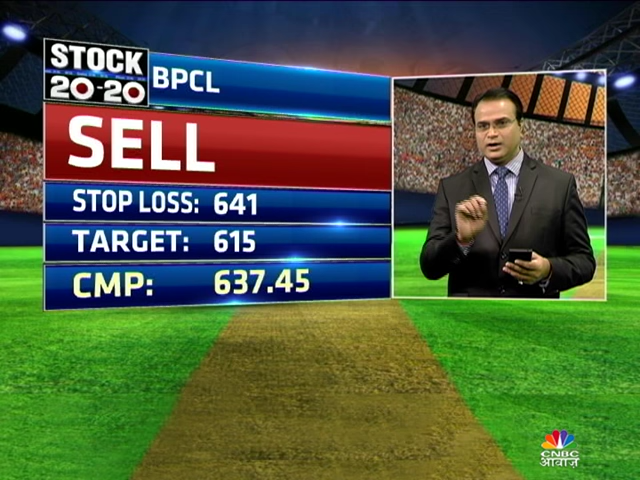 STOCK
20-20
BPCL
SELL
STOP LOSS: 641
TARGET: 615
CMP: 637.45
CNBC
आवाज़